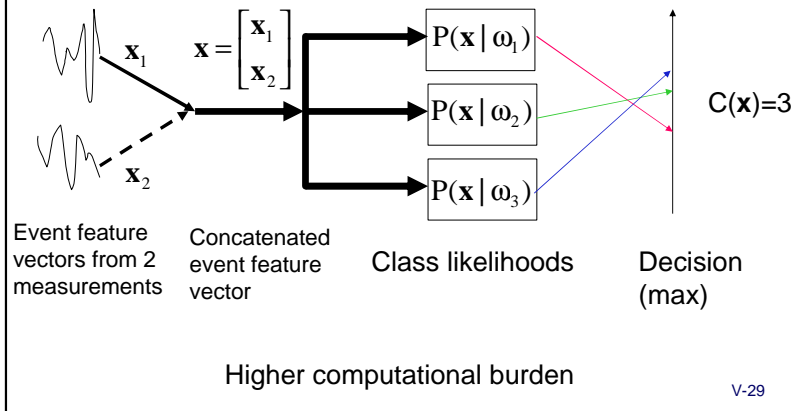 x₁
x = [x₁ x₂]
P(x | ω₁)
P(x | ω₂)
C(x)=3
x₂
P(x | ω₃)
Event feature
vectors from 2
measurements
Concatenated
event feature
vector
Class likelihoods
Decision
(max)
Higher computational burden
V-29